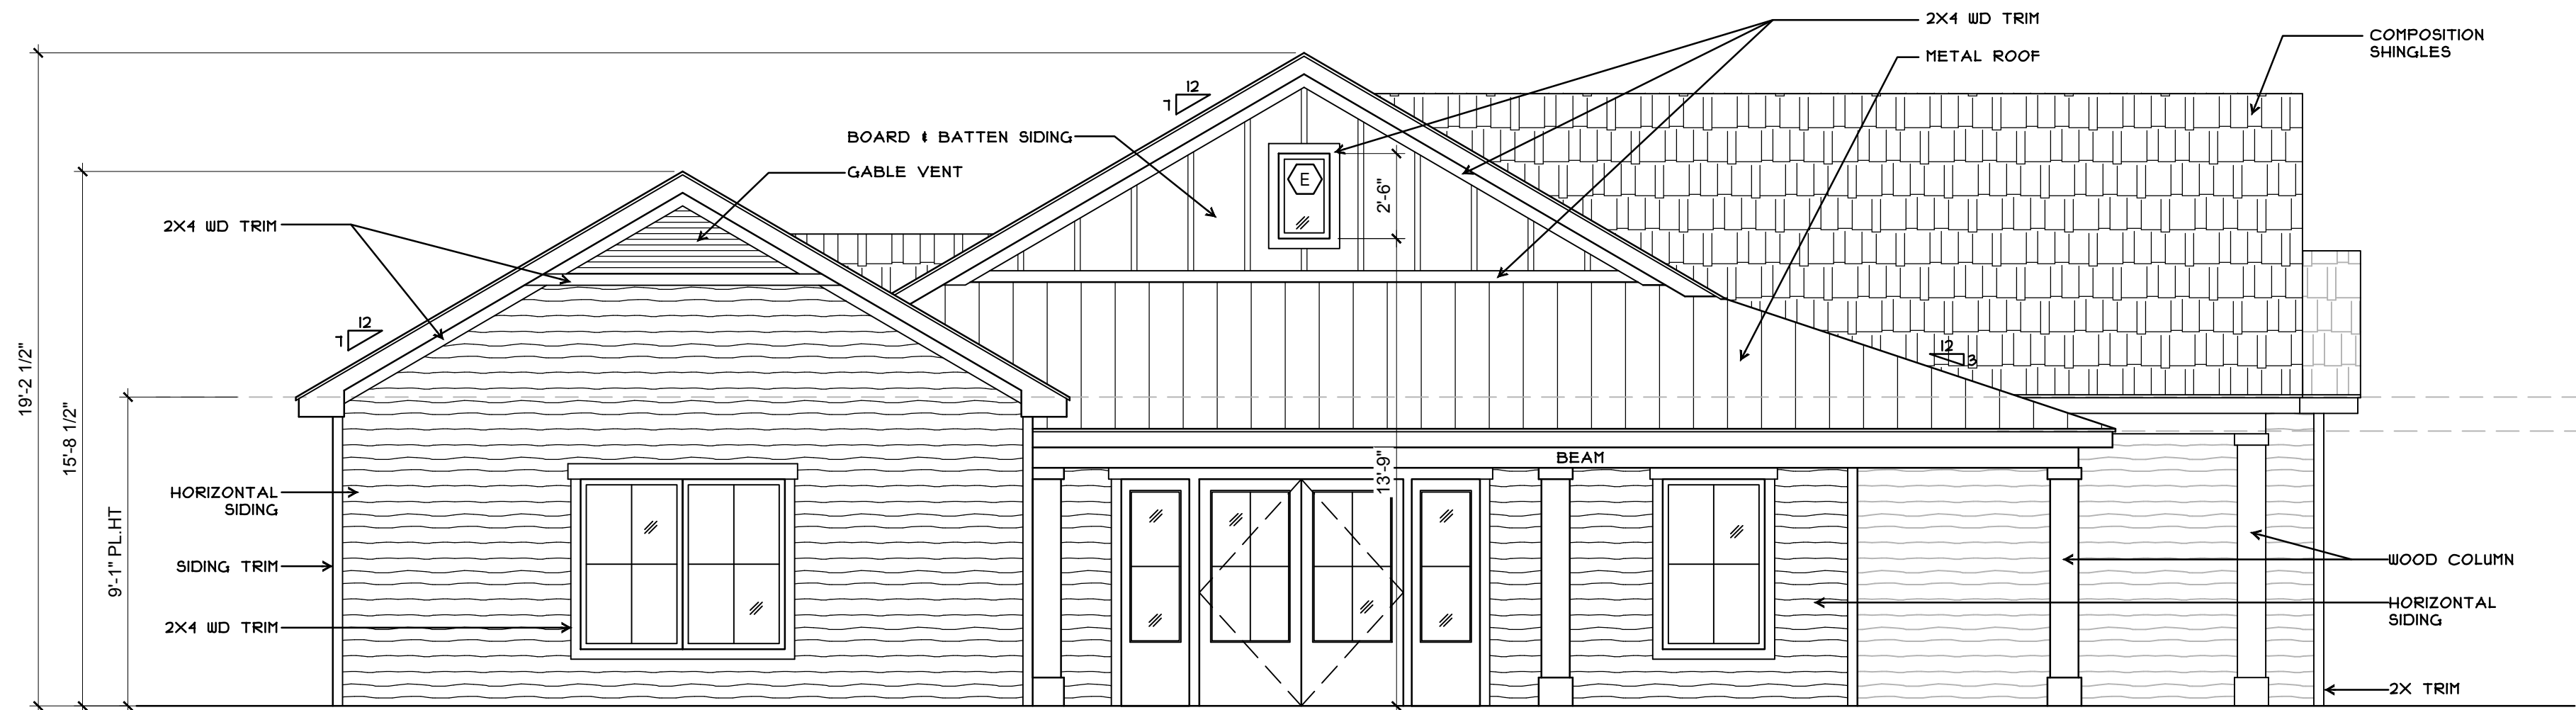 2X4 WD TRIM
METAL ROOF
COMPOSITION
SHINGLES
12
7
BOARD & BATTEN SIDING
GABLE VENT
E
2'-6"
2X4 WD TRIM
12
7
12
3
19'-2 1/2"
15'-8 1/2"
9'-1" PL.HT
13'-9"
BEAM
HORIZONTAL
SIDING
SIDING TRIM
2X4 WD TRIM
WOOD COLUMN
HORIZONTAL
SIDING
2X TRIM